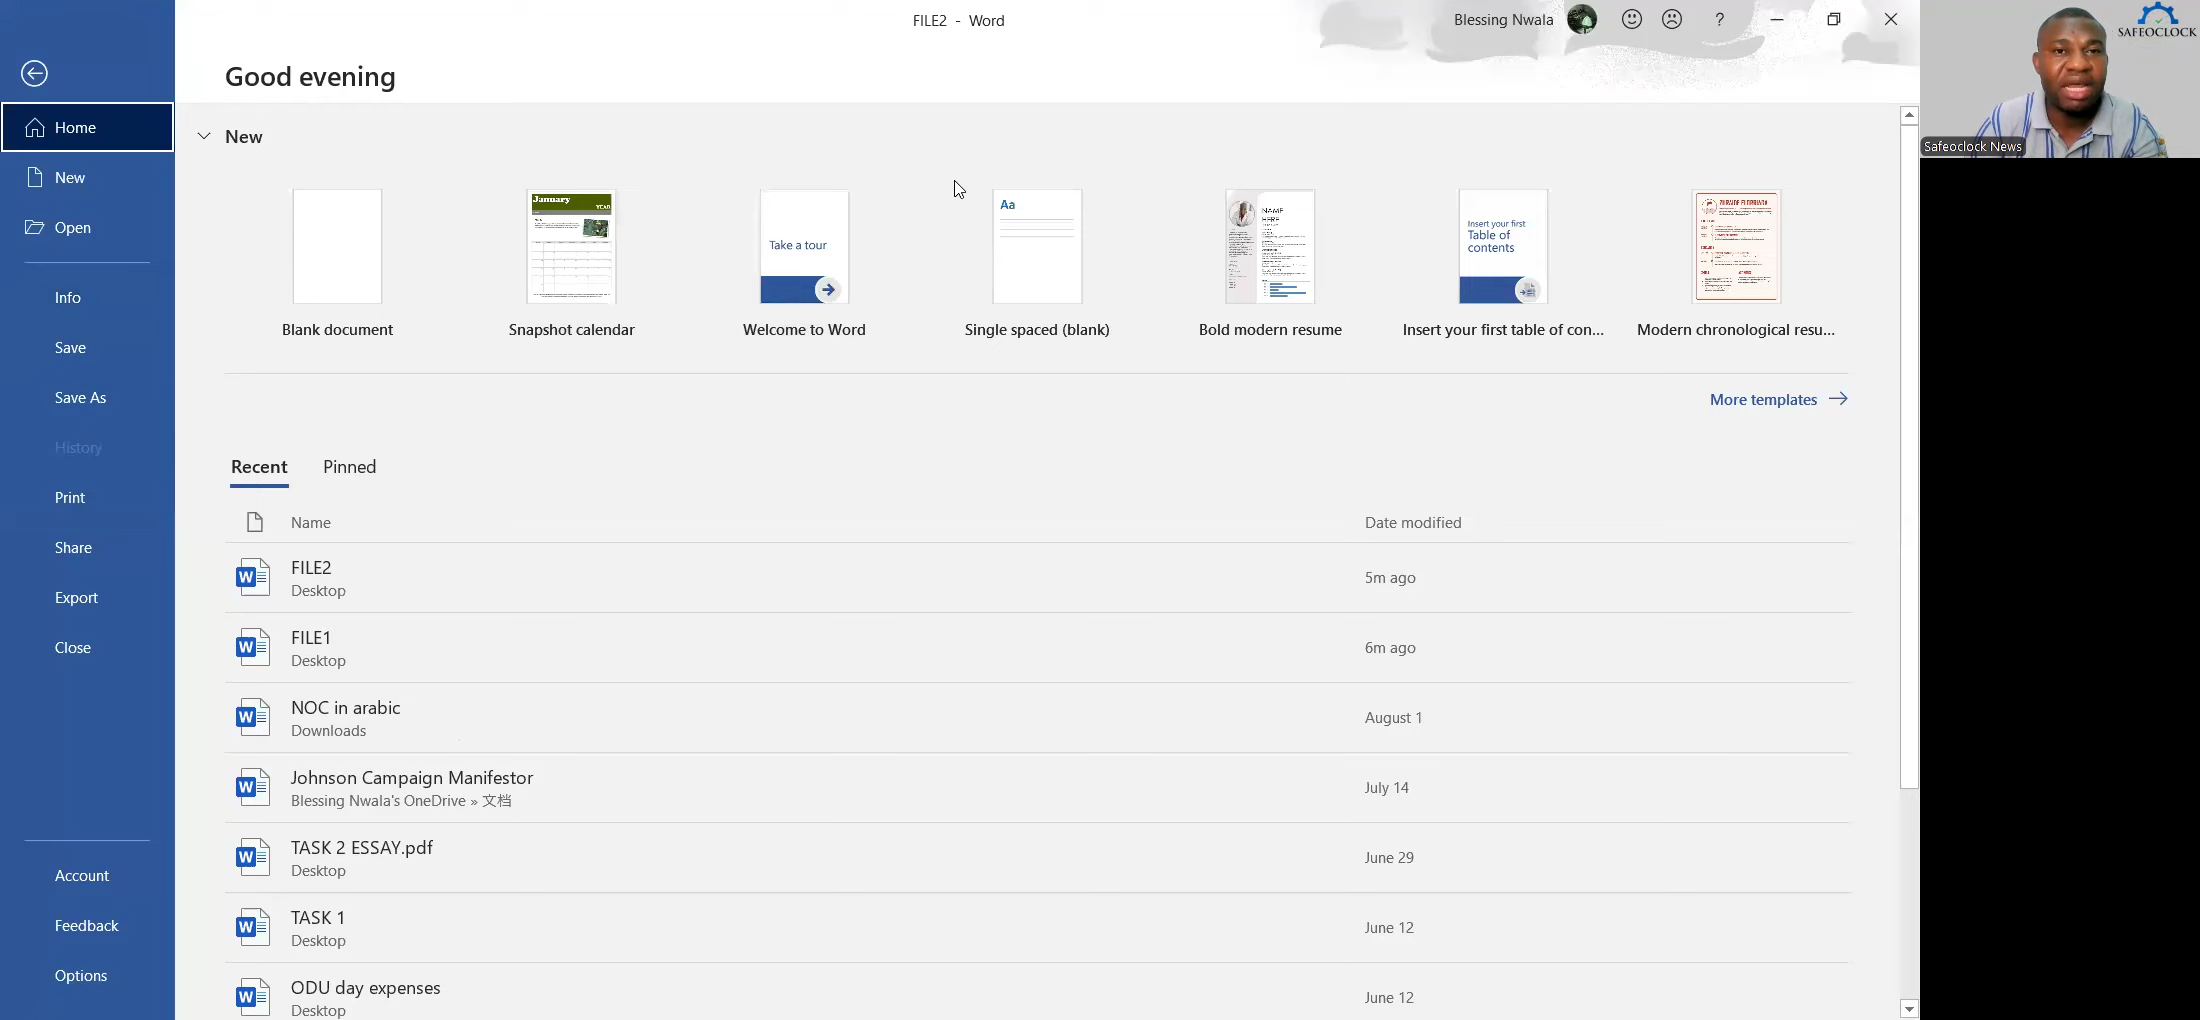 FILE2 - Word
Blessing Nwala
?
SAFEOCLOCK
Safeoclock News
Good evening
Home
New
Open
Info
Save
Save As
History
Print
Share
Export
Close
Account
Feedback
Options
New
January
YEAR
Take a tour
Aa
NAME
HERE
Insert your first
Table of
contents
Blank document
Snapshot calendar
Welcome to Word
Single spaced (blank)
Bold modern resume
Insert your first table of con...
Modern chronological resu...
More templates
Recent
Pinned
Name
Date modified
FILE2
Desktop
5m ago
FILE1
Desktop
6m ago
NOC in arabic
Downloads
August 1
Johnson Campaign Manifestor
Blessing Nwala's OneDrive » 文档
July 14
TASK 2 ESSAY.pdf
Desktop
June 29
TASK 1
Desktop
June 12
ODU day expenses
Desktop
June 12